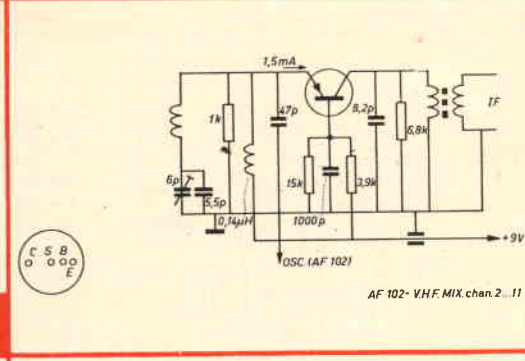 1,5mA
1k
47p
8,2p
6,8k
IF
6p
5,5p
15k
3,9k
0,14µH
1000p
+9V
OSC. (AF 102)
C S B
E
AF 102- V.H.F. MIX. chan. 2...11